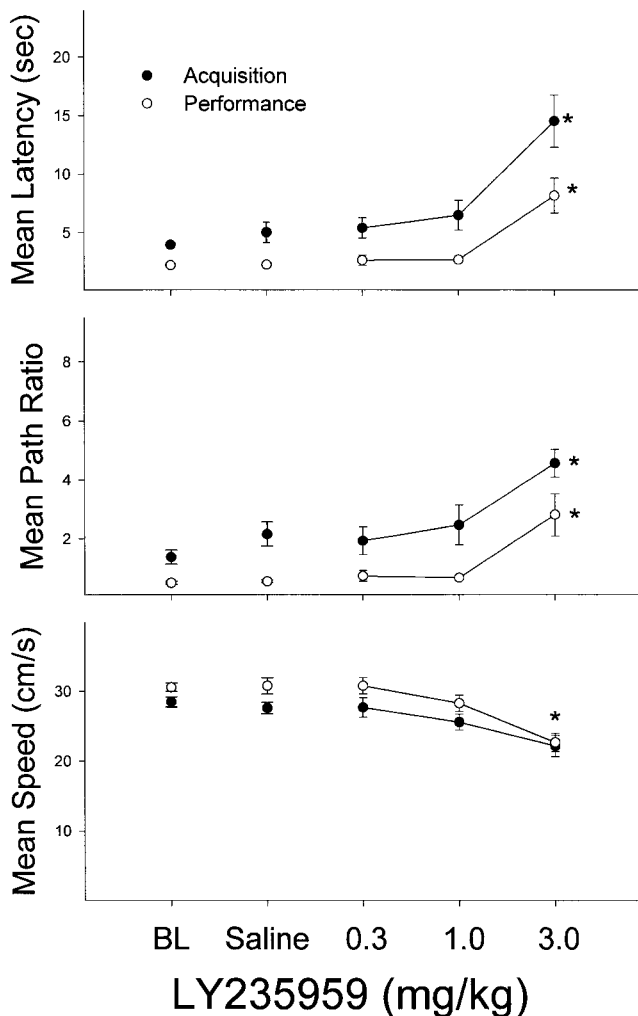 Mean Latency (sec)
20
15
10
5
Acquisition
Performance
*
*
Mean Path Ratio
8
6
4
2
*
*
Mean Speed (cm/s)
30
20
10
*
BL Saline 0.3 1.0 3.0
LY235959 (mg/kg)